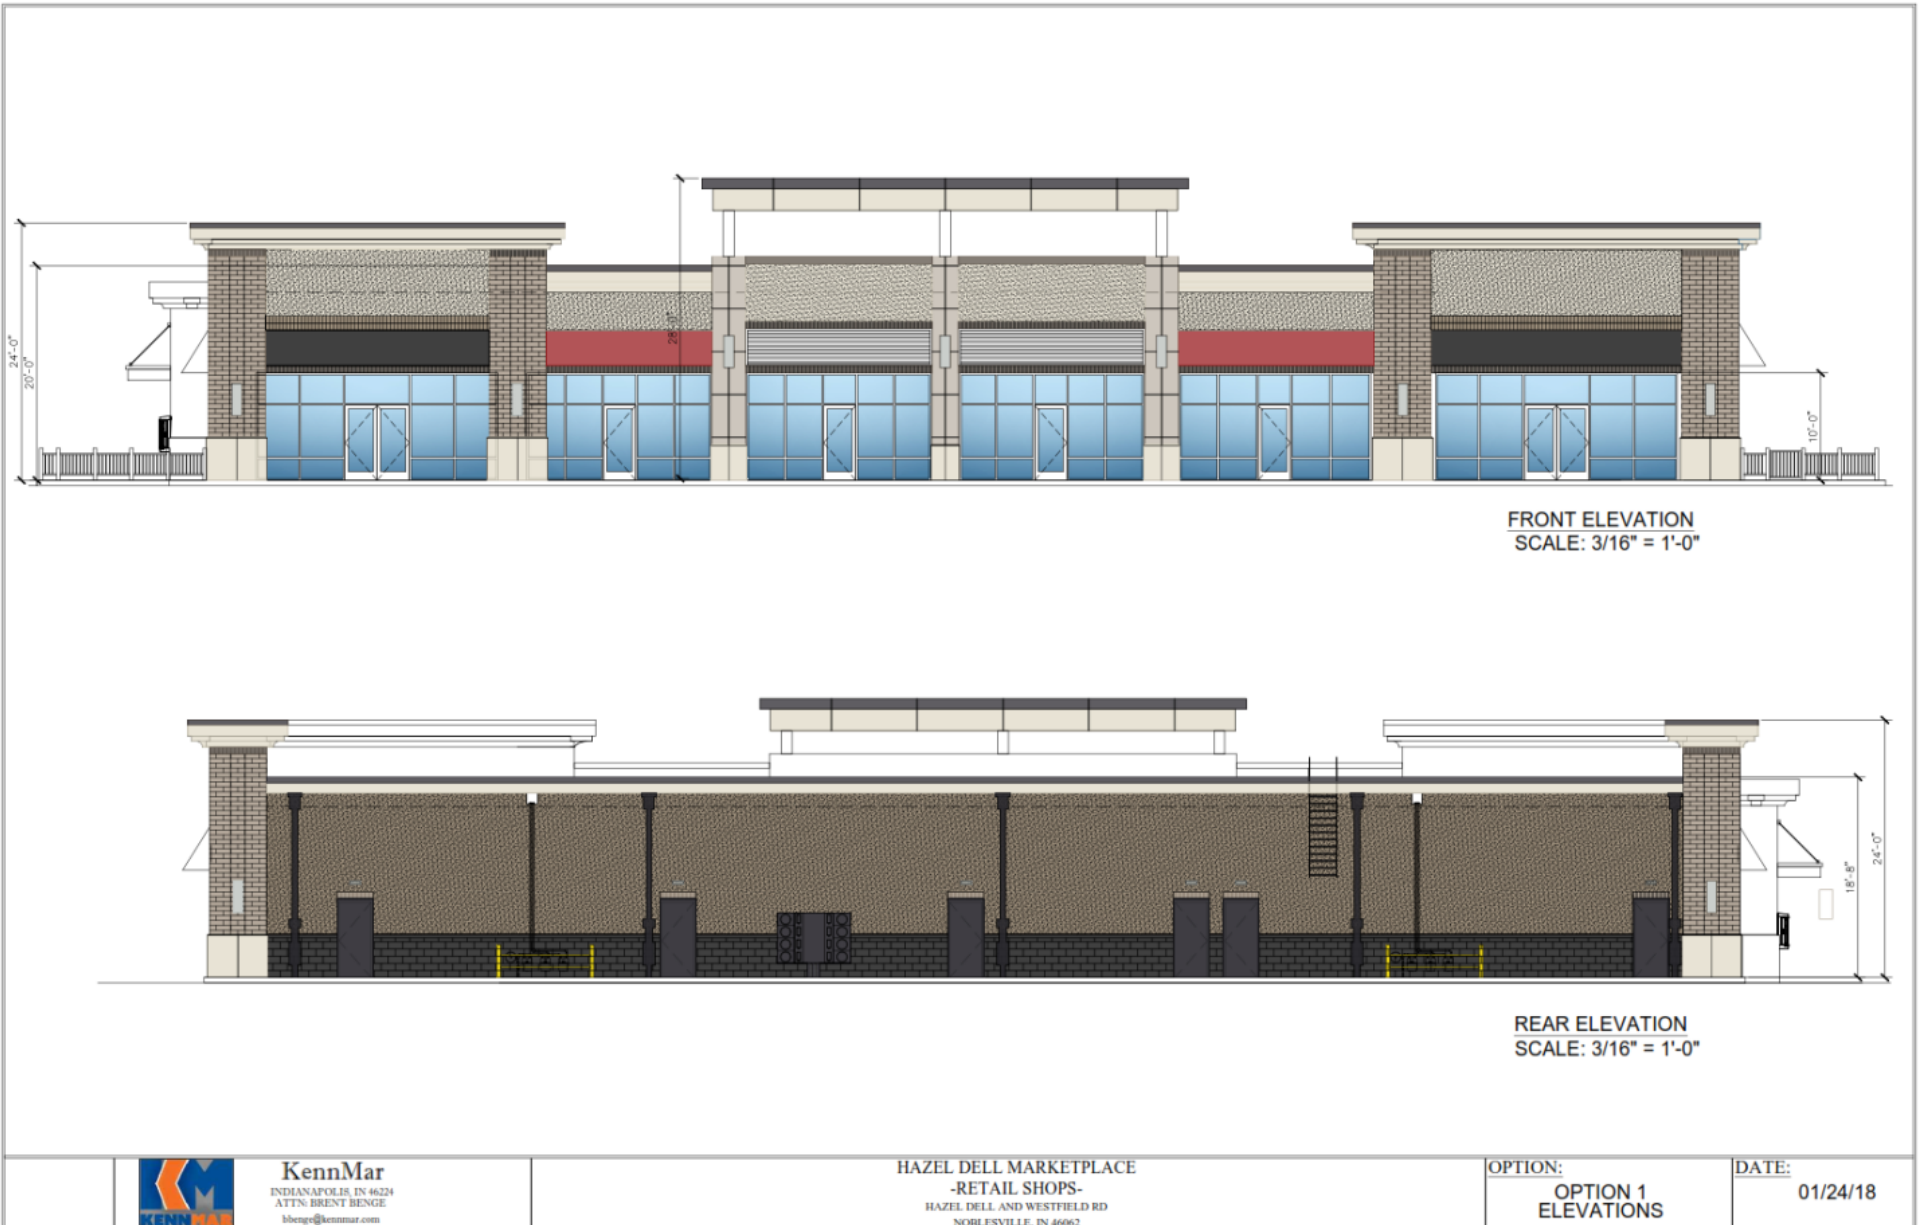 24'-0"
20'-0"
28'-0"
10'-0"
FRONT ELEVATION
SCALE: 3/16" = 1'-0"
18'-8"
24'-0"
REAR ELEVATION
SCALE: 3/16" = 1'-0"
KENNMAR
KennMar
INDIANAPOLIS, IN 46224
ATTN: BRENT BENGE
bbenge@kennmar.com
HAZEL DELL MARKETPLACE
-RETAIL SHOPS-
HAZEL DELL AND WESTFIELD RD
NOBLESVILLE, IN 46062
OPTION:
OPTION 1
ELEVATIONS
DATE:
01/24/18